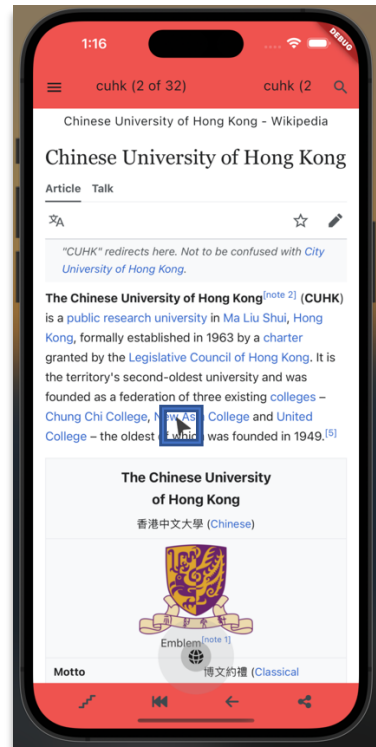 1:16
DEBUG
cuhk (2 of 32)
cuhk (2
Chinese University of Hong Kong - Wikipedia
Chinese University of Hong Kong
Article Talk
"CUHK" redirects here. Not to be confused with City
University of Hong Kong.
The Chinese University of Hong Kong[note 2] (CUHK)
is a public research university in Ma Liu Shui, Hong
Kong, formally established in 1963 by a charter
granted by the Legislative Council of Hong Kong. It is
the territory's second-oldest university and was
founded as a federation of three existing colleges –
Chung Chi College, New Asia College and United
College – the oldest of which was founded in 1949.[5]
The Chinese University
of Hong Kong
香港中文大學 (Chinese)
Emblem[note 1]
Motto 博文約禮 (Classical